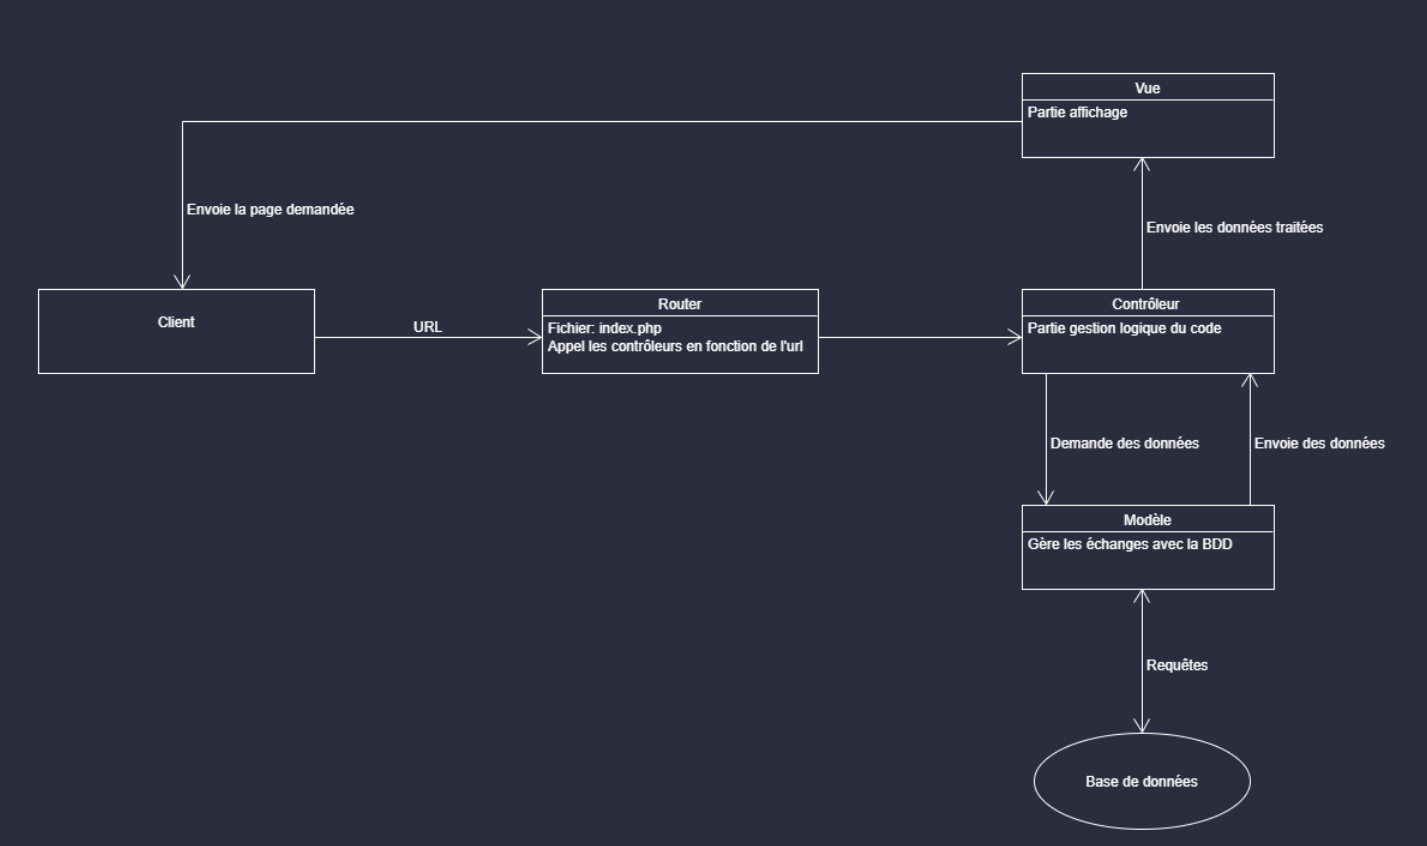 Vue
Partie affichage
Envoie la page demandée
Envoie les données traitées
Client
URL
Router
Fichier: index.php
Appel les contrôleurs en fonction de l'url
Contrôleur
Partie gestion logique du code
Demande des données
Envoie des données
Modèle
Gère les échanges avec la BDD
Requêtes
Base de données